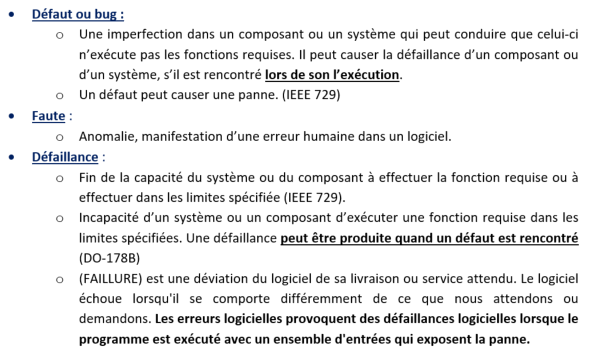 • Défaut ou bug :
o Une imperfection dans un composant ou un système qui peut conduire que celui-ci
n’exécute pas les fonctions requises. Il peut causer la défaillance d’un composant ou
d’un système, s’il est rencontré lors de son l’exécution.
o Un défaut peut causer une panne. (IEEE 729)
• Faute :
o Anomalie, manifestation d’une erreur humaine dans un logiciel.
• Défaillance :
o Fin de la capacité du système ou du composant à effectuer la fonction requise ou à
effectuer dans les limites spécifiée (IEEE 729).
o Incapacité d’un système ou un composant d’exécuter une fonction requise dans les
limites spécifiées. Une défaillance peut être produite quand un défaut est rencontré
(DO-178B)
o (FAILLURE) est une déviation du logiciel de sa livraison ou service attendu. Le logiciel
échoue lorsqu'il se comporte différemment de ce que nous attendons ou
demandons. Les erreurs logicielles provoquent des défaillances logicielles lorsque le
programme est exécuté avec un ensemble d'entrées qui exposent la panne.